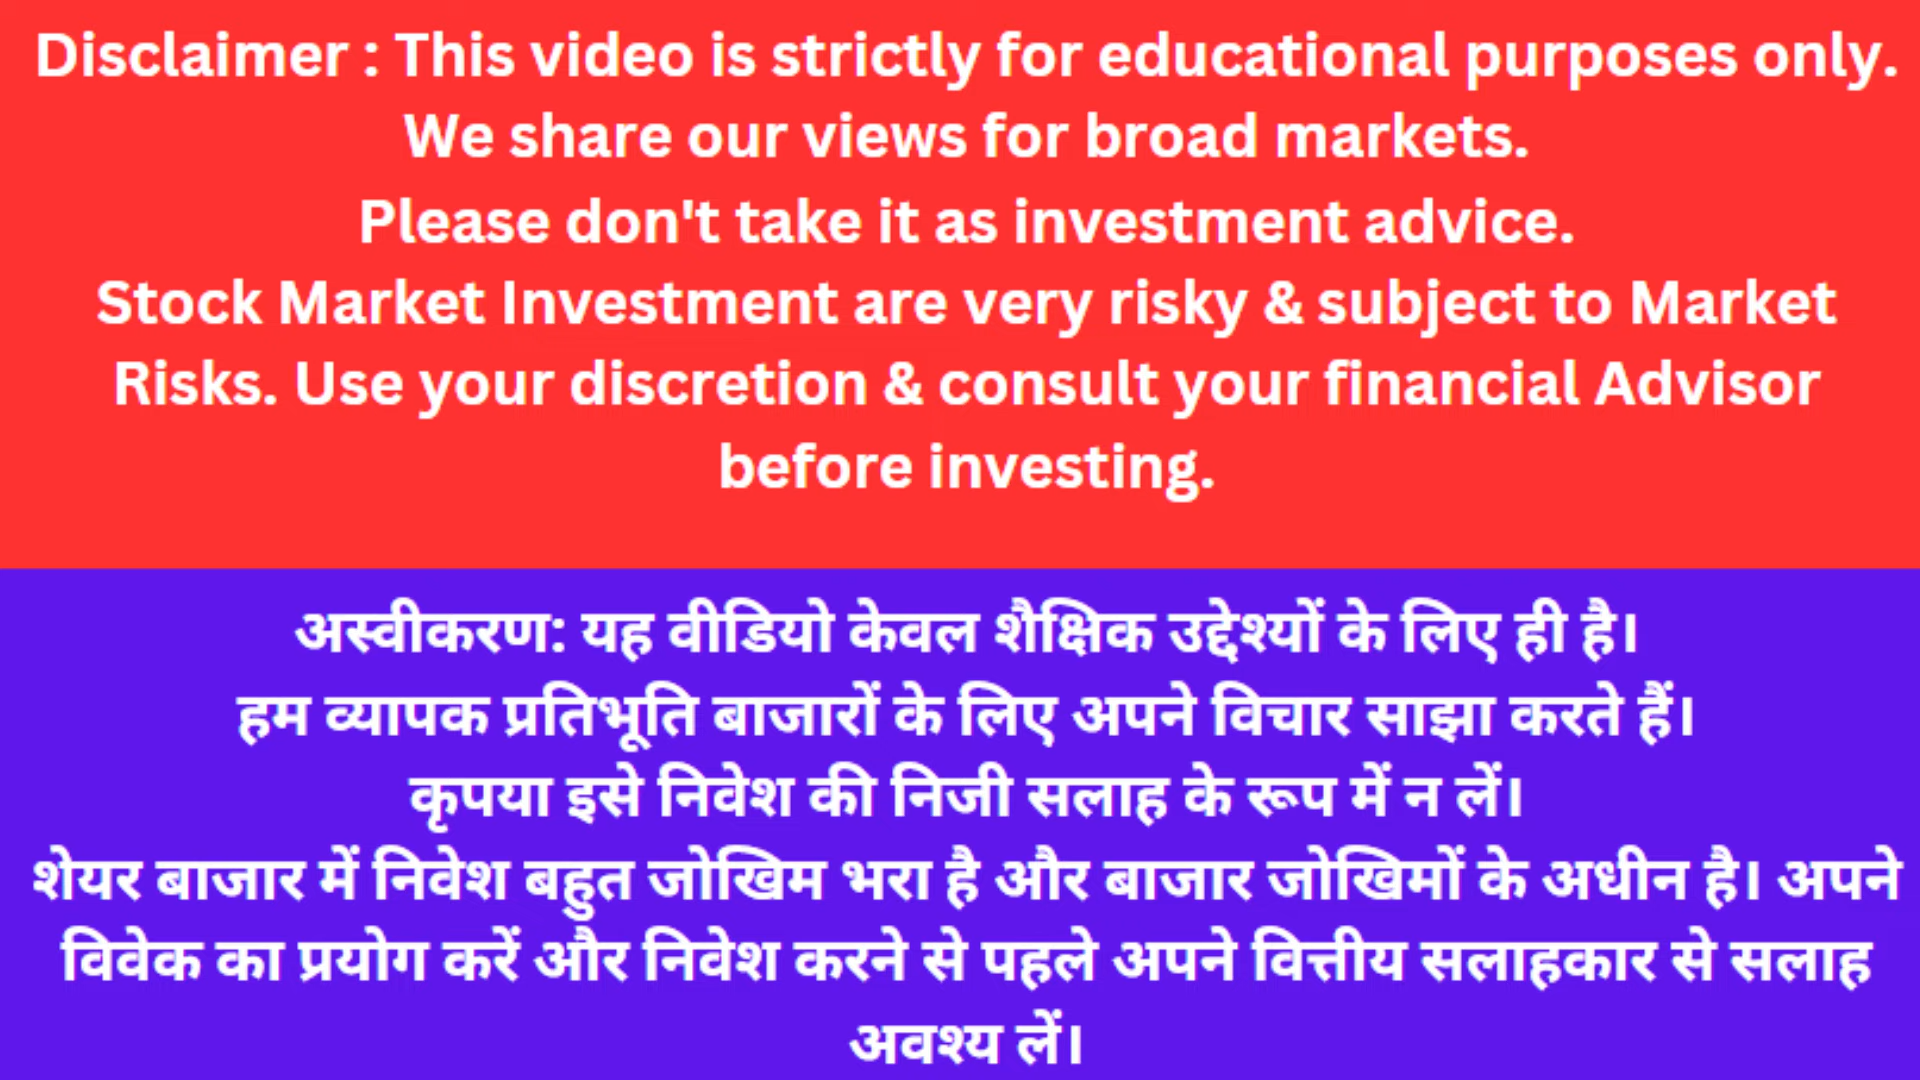 Disclaimer : This video is strictly for educational purposes only.
We share our views for broad markets.
Please don't take it as investment advice.
Stock Market Investment are very risky & subject to Market
Risks. Use your discretion & consult your financial Advisor
before investing.
अस्वीकरण: यह वीडियो केवल शैक्षिक उद्देश्यों के लिए ही है।
हम व्यापक प्रतिभूति बाजारों के लिए अपने विचार साझा करते हैं।
कृपया इसे निवेश की निजी सलाह के रूप में न लें।
शेयर बाजार में निवेश बहुत जोखिम भरा है और बाजार जोखिमों के अधीन है। अपने
विवेक का प्रयोग करें और निवेश करने से पहले अपने वित्तीय सलाहकार से सलाह
अवश्य लें।